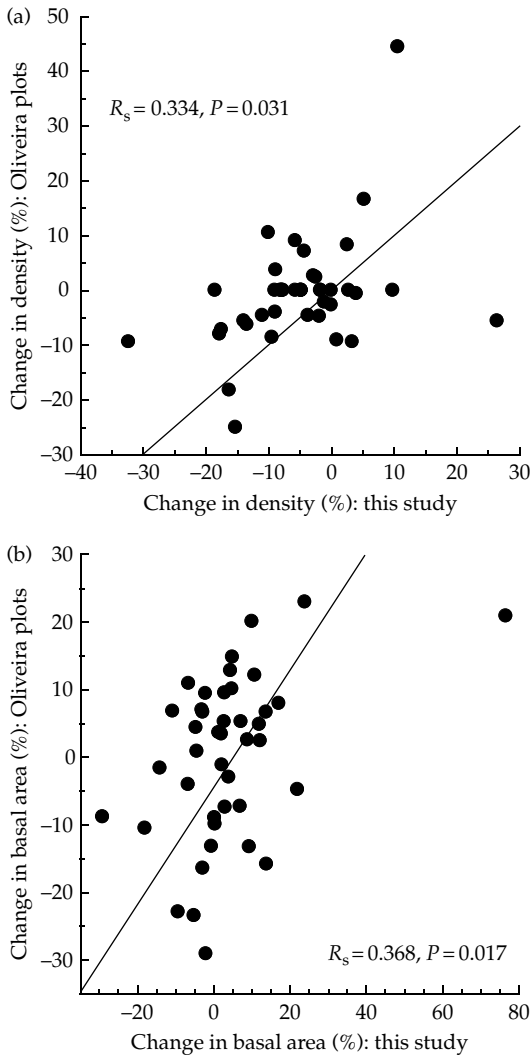 (a)
50
40
30
20
10
0
–10
–20
–30
Change in density (%): Oliveira plots
Rs = 0.334, P = 0.031
–40 –30 –20 –10 0 10 20 30
Change in density (%): this study
(b)
30
20
10
0
–10
–20
–30
Change in basal area (%): Oliveira plots
Rs = 0.368, P = 0.017
–20 0 20 40 60 80
Change in basal area (%): this study